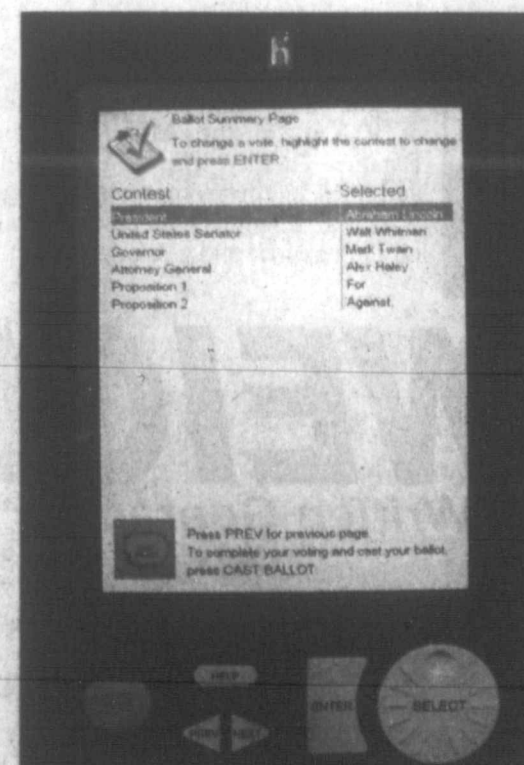 Ballot Summary Page
To change a vote, highlight the contest to change
and press ENTER.
Contest Selected
President Abraham Lincoln
United States Senator Walt Whitman
Governor Mark Twain
Attorney General Alex Haley
Proposition 1 For
Proposition 2 Against
Press PREV for previous page.
To complete your voting and cast your ballot,
press CAST BALLOT
HELP
ENTER
SELECT
PREV NEXT